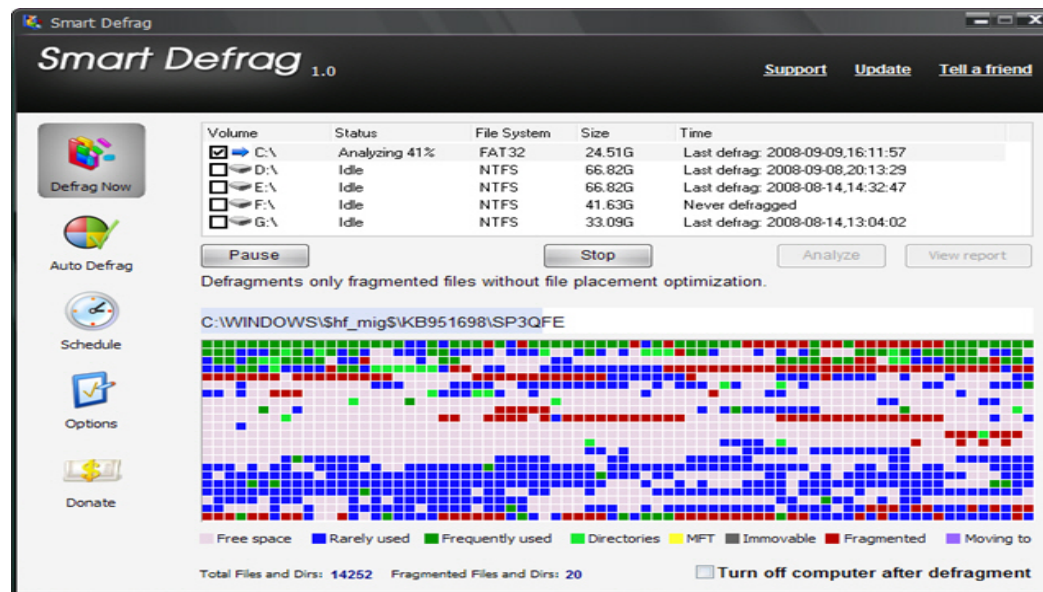 Smart Defrag
Smart Defrag 1.0
Support Update Tell a friend
Volume Status File System Size Time
C:\ Analyzing 41% FAT32 24.51G Last defrag: 2008-09-09,16:11:57
D:\ Idle NTFS 66.82G Last defrag: 2008-09-08,20:13:29
E:\ Idle NTFS 66.82G Last defrag: 2008-08-14,14:32:47
F:\ Idle NTFS 41.63G Never defragged
G:\ Idle NTFS 33.09G Last defrag: 2008-08-14,13:04:02
Defrag Now
Auto Defrag
Schedule
Options
Donate
Pause Stop Analyze View report
Defragments only fragmented files without file placement optimization.
C:\WINDOWS\$hf_mig$\KB951698\SP3QFE
Free space Rarely used Frequently used Directories MFT Immovable Fragmented Moving to
Total Files and Dirs: 14252 Fragmented Files and Dirs: 20
Turn off computer after defragment